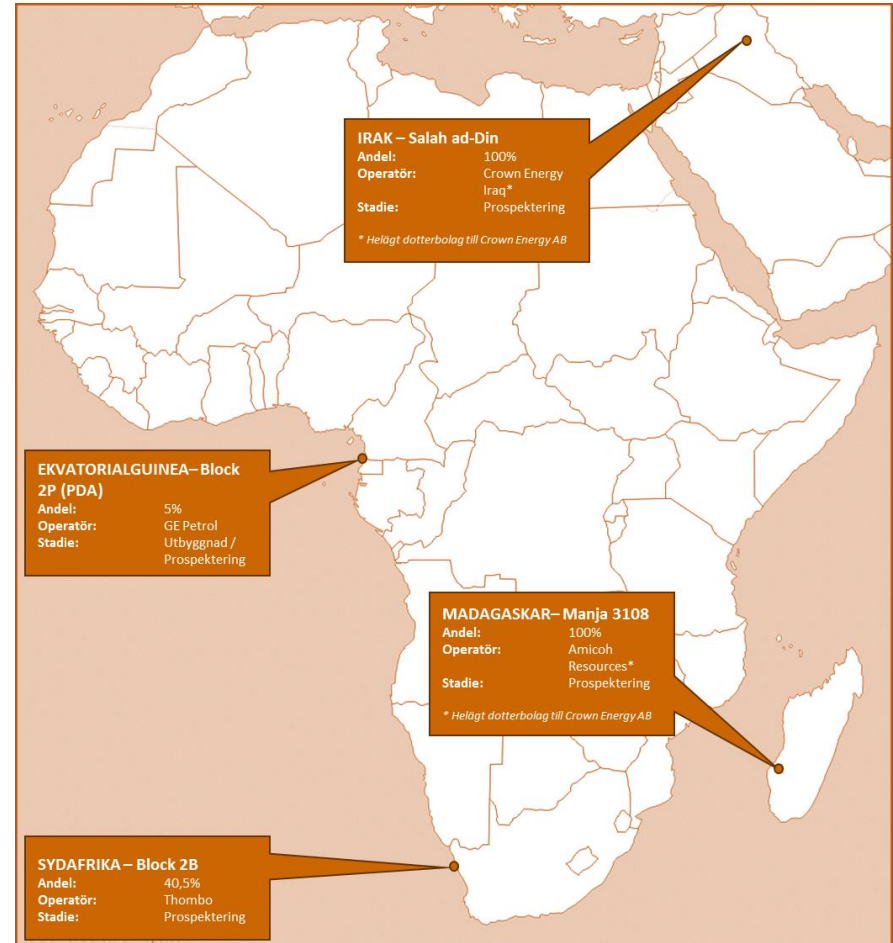 IRAK – Salah ad-Din
Andel: 100%
Operatör: Crown Energy
Iraq*
Stadie: Prospektering
* Helägt dotterbolag till Crown Energy AB
EKVATORIALGUINEA– Block
2P (PDA)
Andel: 5%
Operatör: GE Petrol
Stadie: Utbyggnad /
Prospektering
MADAGASKAR– Manja 3108
Andel: 100%
Operatör: Amicoh
Resources*
Stadie: Prospektering
* Helägt dotterbolag till Crown Energy AB
SYDAFRIKA – Block 2B
Andel: 40,5%
Operatör: Thombo
Stadie: Prospektering